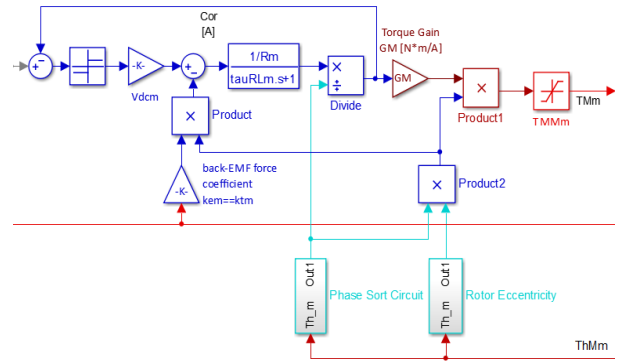 Cor
[A]
Torque Gain
GM [N*m/A]
1/Rm
tauRLm.s+1
-K-
Vdcm
GM
Divide
Product1
TMMm
TMm
Product
back-EMF force
coefficient
kem==ktm
-K-
Product2
Th_m Out1
Phase Sort Circuit
Th_m Out1
Rotor Eccentricity
ThMm